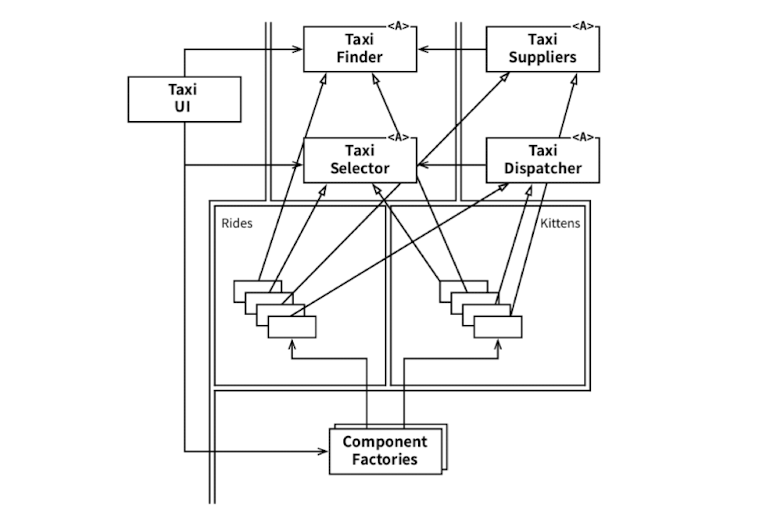 <A>
<A>
Taxi
Finder
Taxi
Suppliers
Taxi
UI
<A>
<A>
Taxi
Selector
Taxi
Dispatcher
Rides
Kittens
Component
Factories